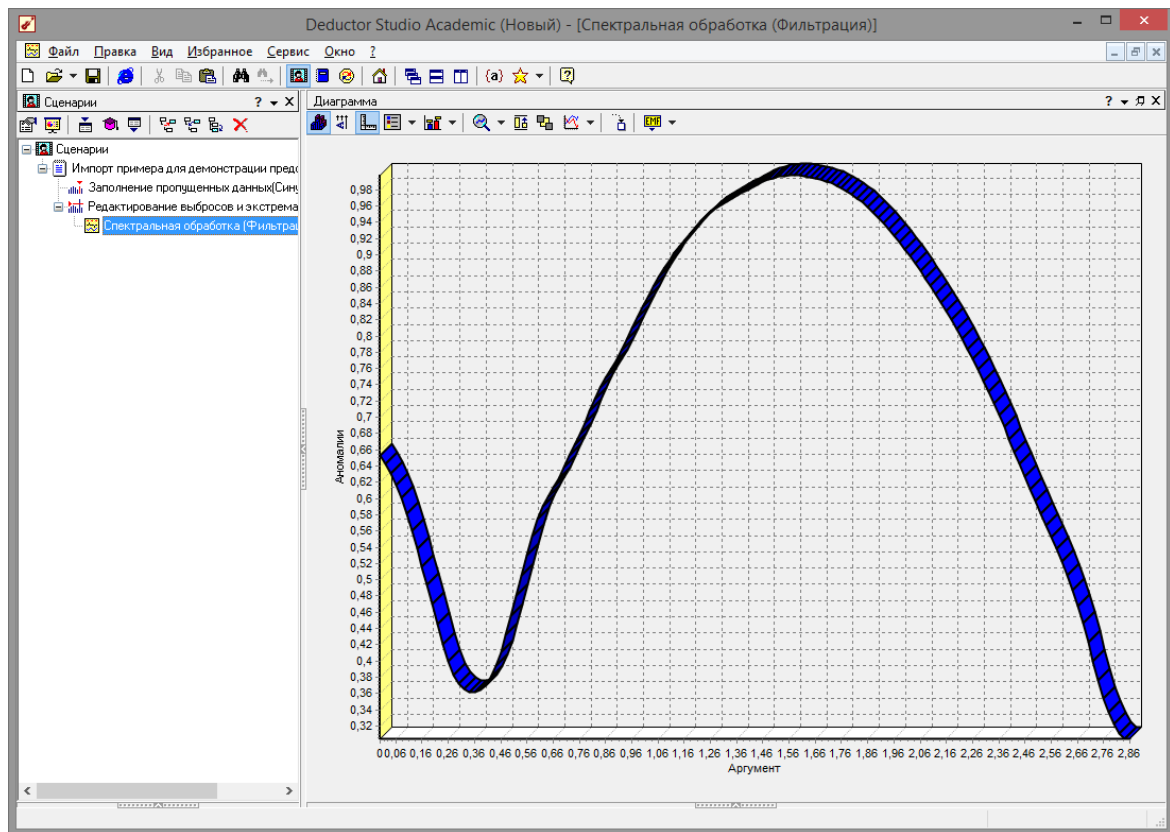 Deductor Studio Academic (Новый) - [Спектральная обработка (Фильтрация)]
Файл Правка Вид Избранное Сервис Окно ?
{a}
Сценарии ?
Диаграмма ?
EMF
Сценарии
Импорт примера для демонстрации предо
Заполнение пропущенных данных(Сину
Редактирование выбросов и экстрема
Спектральная обработка (Фильтрац
0,98
0,96
0,94
0,92
0,9
0,88
0,86
0,84
0,82
0,8
0,78
0,76
0,74
0,72
0,7
0,68
0,66
0,64
0,62
0,6
0,58
0,56
0,54
0,52
0,5
0,48
0,46
0,44
0,42
0,4
0,38
0,36
0,34
0,32
Аномалии
0 0,06 0,16 0,26 0,36 0,46 0,56 0,66 0,76 0,86 0,96 1,06 1,16 1,26 1,36 1,46 1,56 1,66 1,76 1,86 1,96 2,06 2,16 2,26 2,36 2,46 2,56 2,66 2,76 2,86
Аргумент